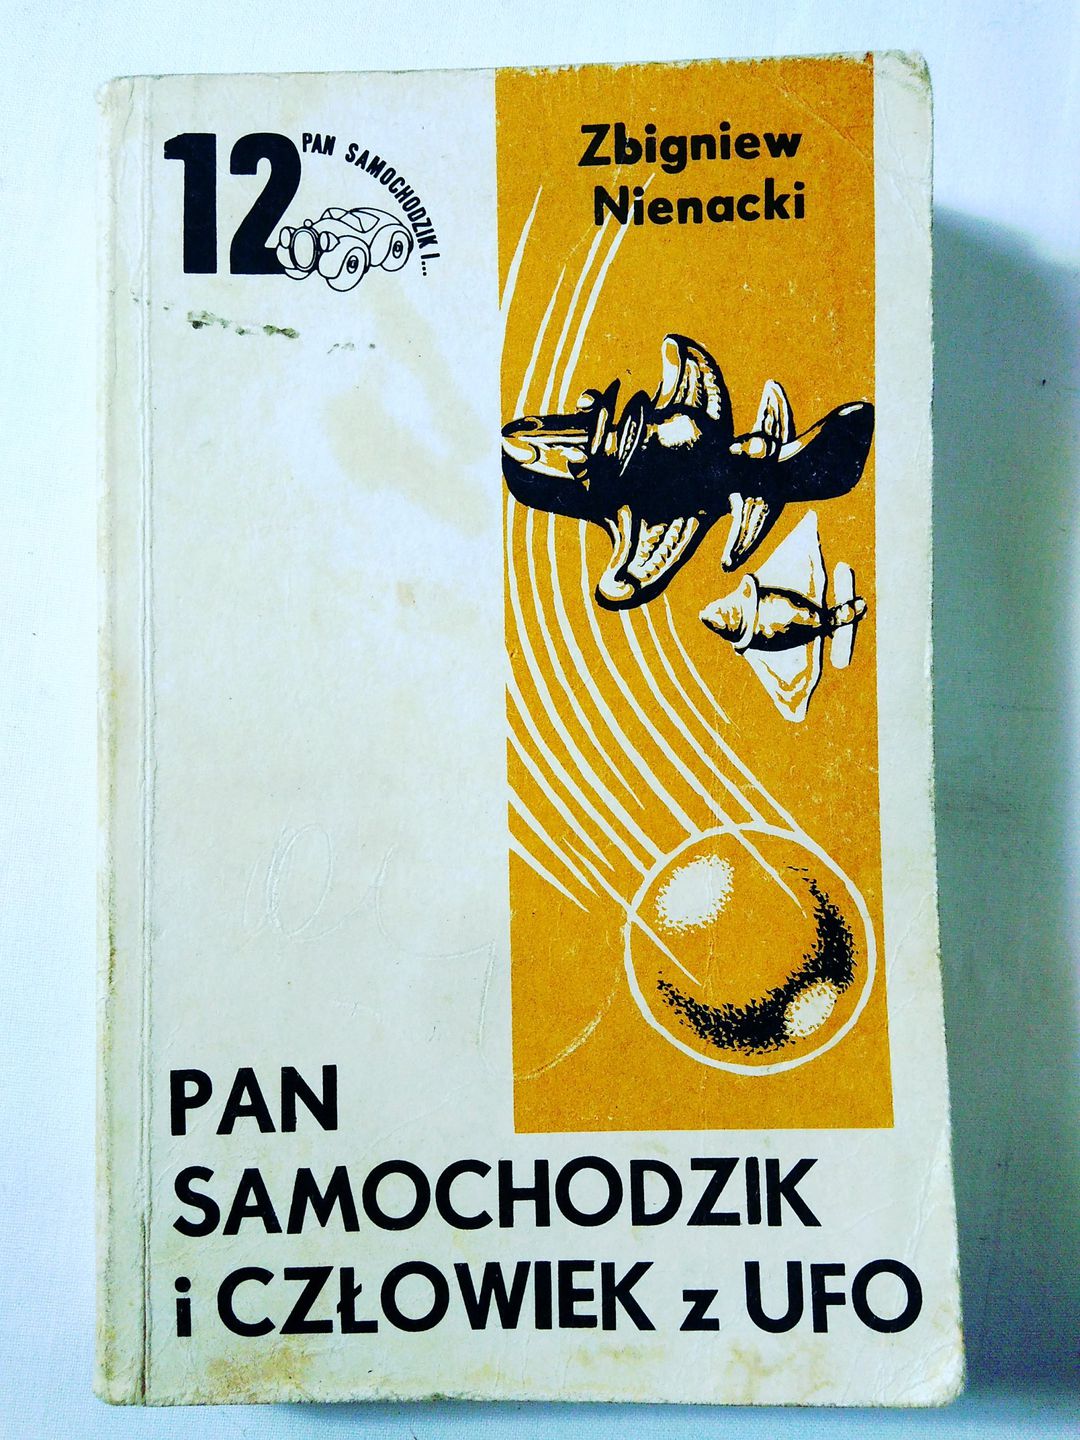 12
PAN SAMOCHODZIK I...
Zbigniew
Nienacki
PAN
SAMOCHODZIK
i CZŁOWIEK z UFO